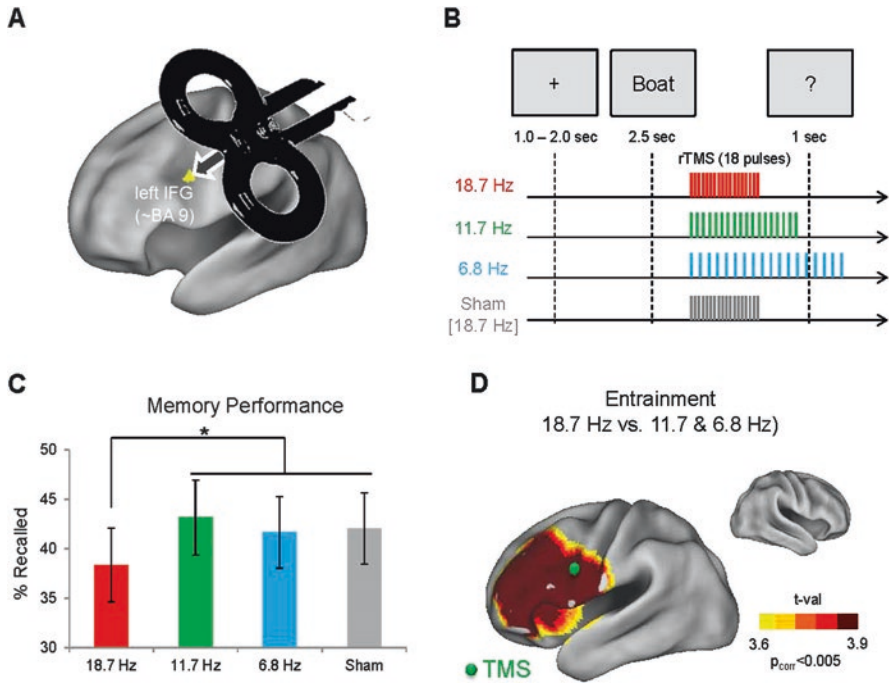 A
left IFG
(~BA 9)
B
+
Boat
?
1.0 – 2.0 sec
2.5 sec
1 sec
rTMS (18 pulses)
18.7 Hz
11.7 Hz
6.8 Hz
Sham
[18.7 Hz]
C
Memory Performance
*
% Recalled
50
45
40
35
30
18.7 Hz
11.7 Hz
6.8 Hz
Sham
D
Entrainment
18.7 Hz vs. 11.7 & 6.8 Hz)
TMS
t-val
3.6
3.9
pcorr<0.005